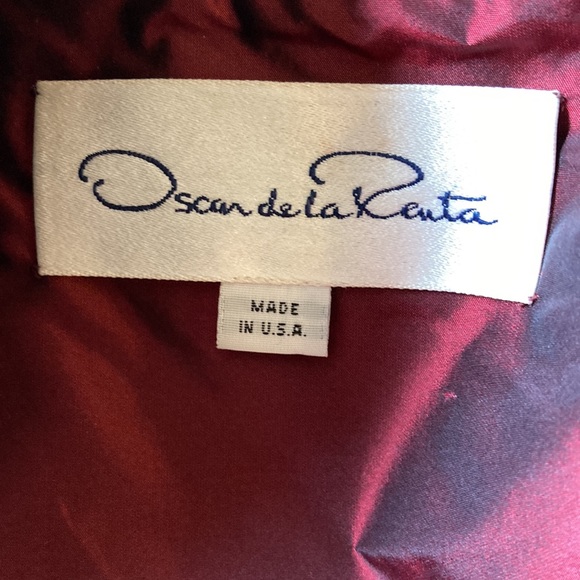 Oscar de la Renta
MADE
IN U.S.A.